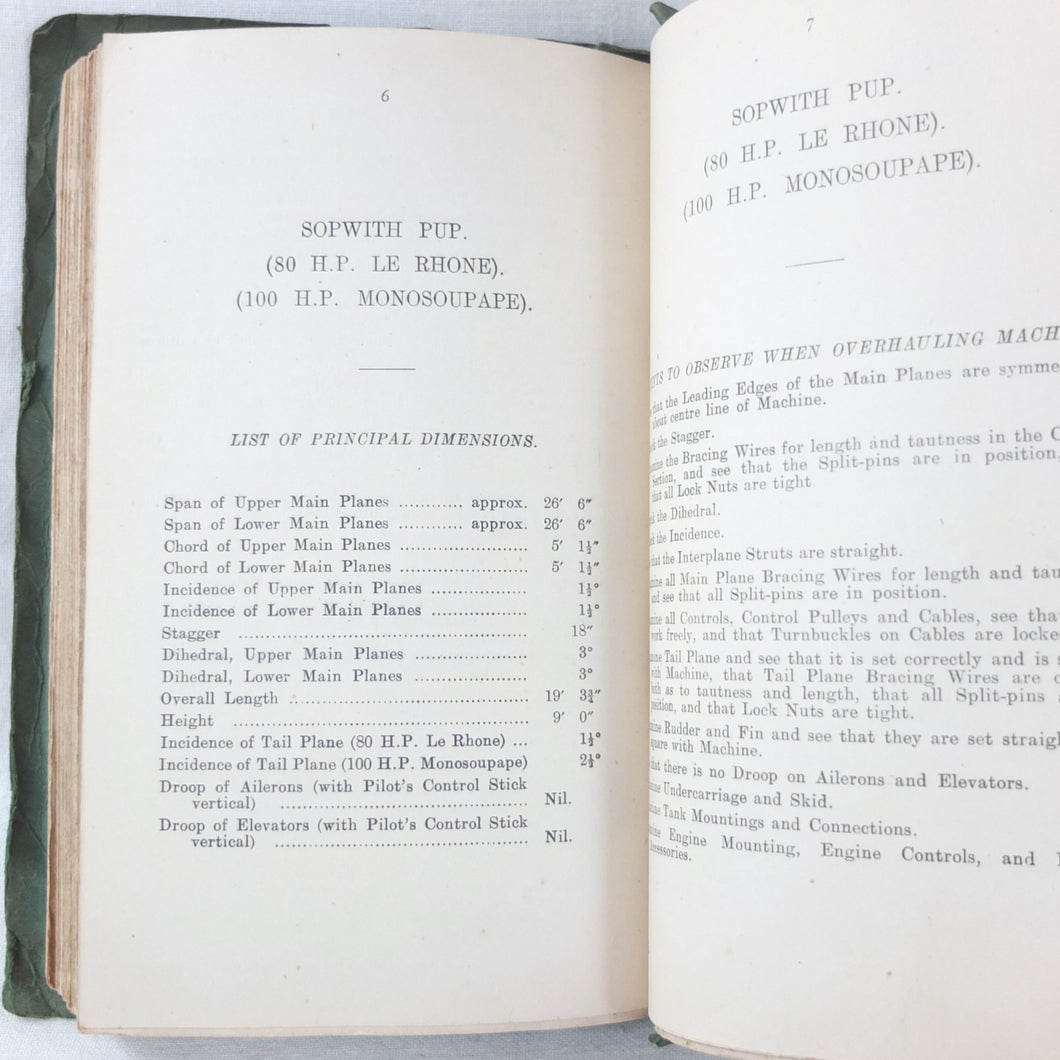 6
SOPWITH PUP.
(80 H.P. LE RHONE).
(100 H.P. MONOSOUPAPE).
LIST OF PRINCIPAL DIMENSIONS.
Span of Upper Main Planes ............ approx. 26′ 6″
Span of Lower Main Planes ............ approx. 26′ 6″
Chord of Upper Main Planes ........................ 5′ 1½″
Chord of Lower Main Planes ........................ 5′ 1½″
Incidence of Upper Main Planes .................. 1½°
Incidence of Lower Main Planes .................. 1½°
Stagger ...................................................... 18″
Dihedral, Upper Main Planes ..................... 3°
Dihedral, Lower Main Planes ..................... 3°
Overall Length ............................................. 19′ 3¾″
Height ........................................................ 9′ 0″
Incidence of Tail Plane (80 H.P. Le Rhone) ... 1½°
Incidence of Tail Plane (100 H.P. Monosoupape) 2½°
Droop of Ailerons (with Pilot's Control Stick
vertical) ............................................... Nil.
Droop of Elevators (with Pilot's Control Stick
vertical) ............................................... Nil.
7
SOPWITH PUP.
(80 H.P. LE RHONE).
(100 H.P. MONOSOUPAPE).
TO OBSERVE WHEN OVERHAULING MACH
that the Leading Edges of the Main Planes are symme
about centre line of Machine.
the Stagger.
the Bracing Wires for length and tautness in the C
Section, and see that the Split-pins are in position,
that all Lock Nuts are tight.
the Dihedral.
the Incidence.
that the Interplane Struts are straight.
all Main Plane Bracing Wires for length and tau
and see that all Split-pins are in position.
all Controls, Control Pulleys and Cables, see tha
work freely, and that Turnbuckles on Cables are locke
Tail Plane and see that it is set correctly and is s
with Machine, that Tail Plane Bracing Wires are c
both as to tautness and length, that all Split-pins
position, and that Lock Nuts are tight.
Rudder and Fin and see that they are set straigh
square with Machine.
that there is no Droop on Ailerons and Elevators.
Undercarriage and Skid.
Tank Mountings and Connections.
Engine Mounting, Engine Controls, and
Accessories.